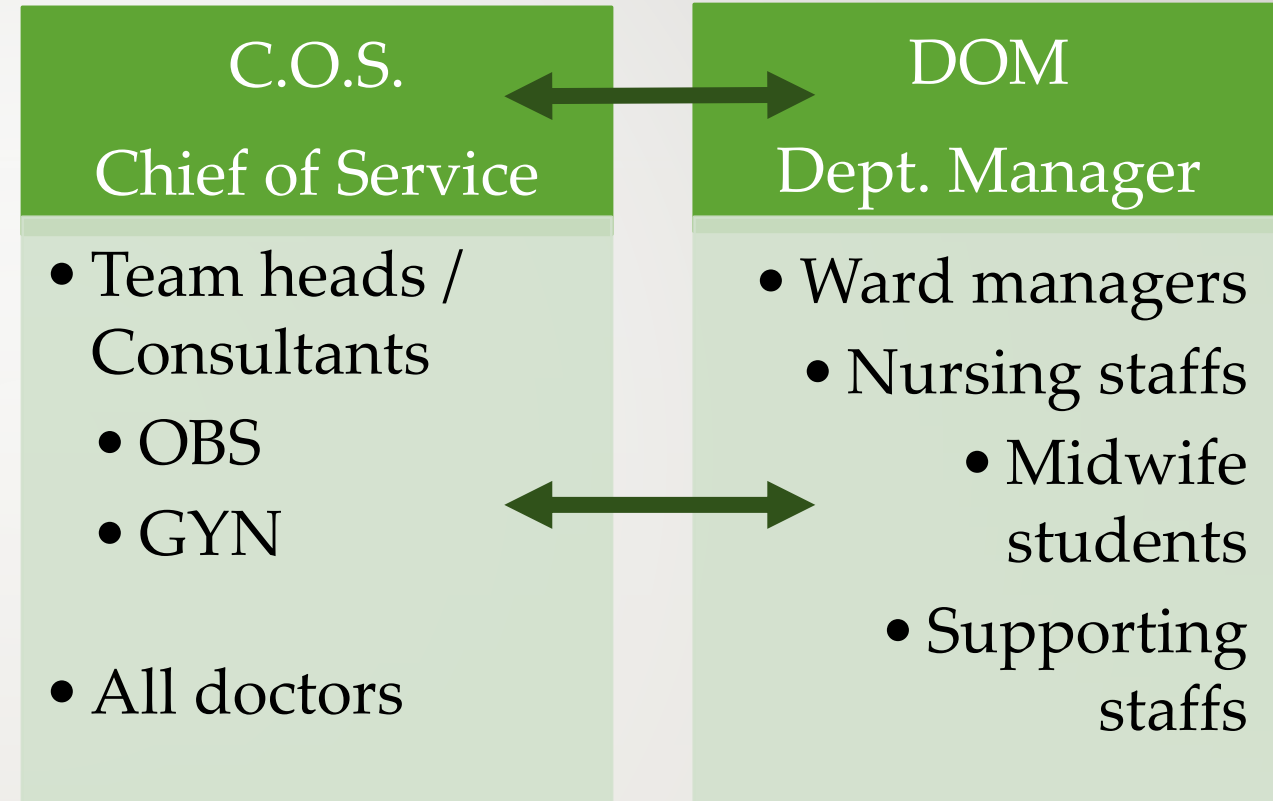 C.O.S.
Chief of Service
• Team heads /
Consultants
• OBS
• GYN
• All doctors
DOM
Dept. Manager
• Ward managers
• Nursing staffs
• Midwife
students
• Supporting
staffs